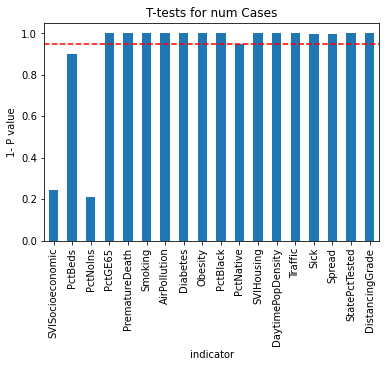 T-tests for num Cases
1- P value
1.0
0.8
0.6
0.4
0.2
0.0
SVISocioeconomic
PctBeds
PctNoIns
PctGE65
PrematureDeath
Smoking
AirPollution
Diabetes
Obesity
PctBlack
PctNative
SVIHousing
DaytimePopDensity
Traffic
Sick
Spread
StatePctTested
DistancingGrade
indicator